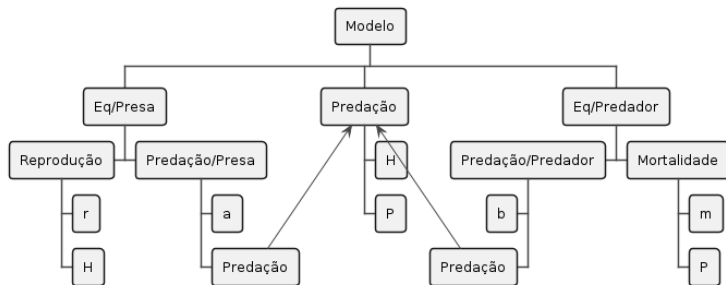 Modelo
Eq/Presa
Predação
Eq/Predador
Reprodução
Predação/Presa
H
Predação/Predador
Mortalidade
r
a
P
b
m
H
Predação
Predação
P